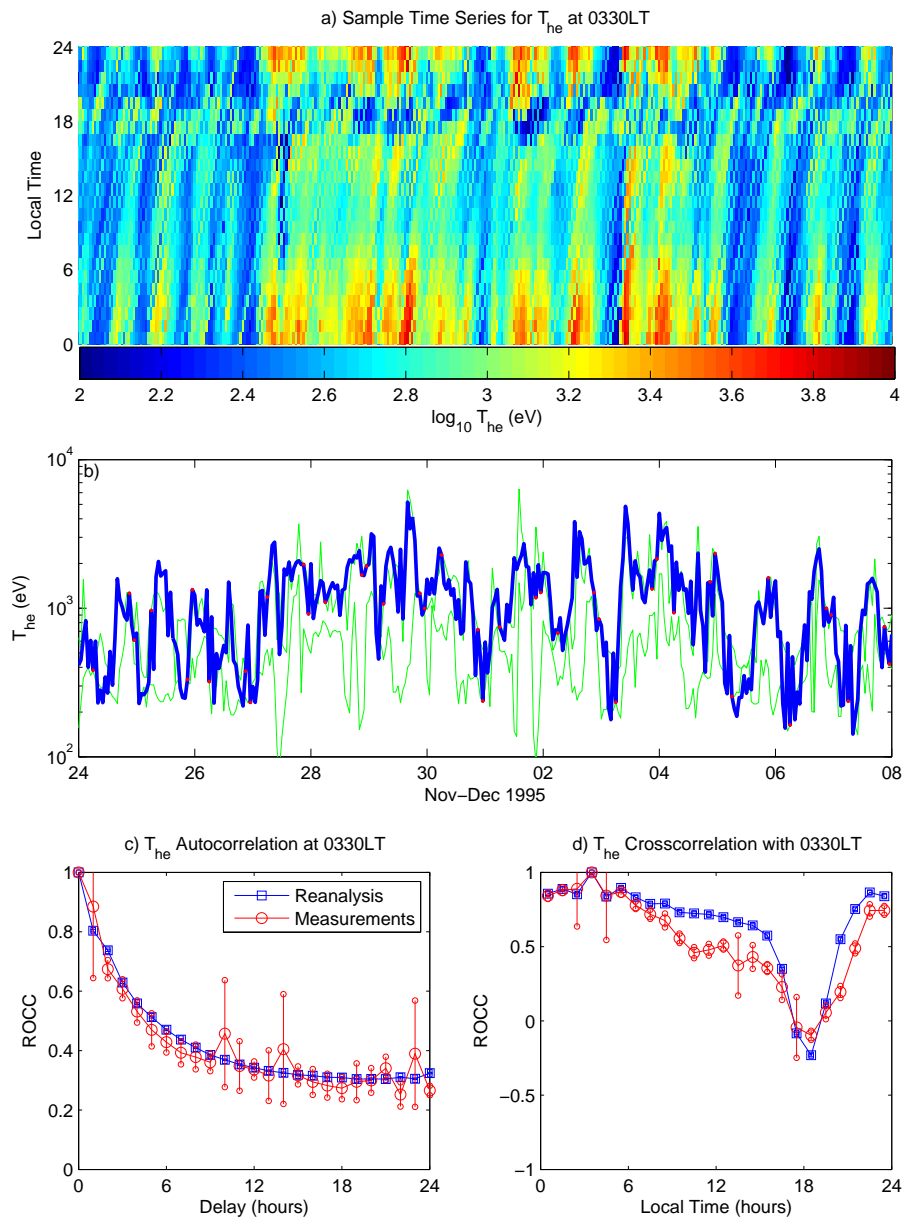 a) Sample Time Series for T_he at 0330LT
24
18
12
6
0
Local Time
2 2.2 2.4 2.6 2.8 3 3.2 3.4 3.6 3.8 4
log_10 T_he (eV)
b)
10^4
10^3
10^2
T_he (eV)
24 26 28 30 02 04 06 08
Nov−Dec 1995
c) T_he Autocorrelation at 0330LT
1
0.8
0.6
0.4
0.2
0
ROCC
Reanalysis
Measurements
0 6 12 18 24
Delay (hours)
d) T_he Crosscorrelation with 0330LT
1
0.5
0
−0.5
−1
ROCC
0 6 12 18 24
Local Time (hours)